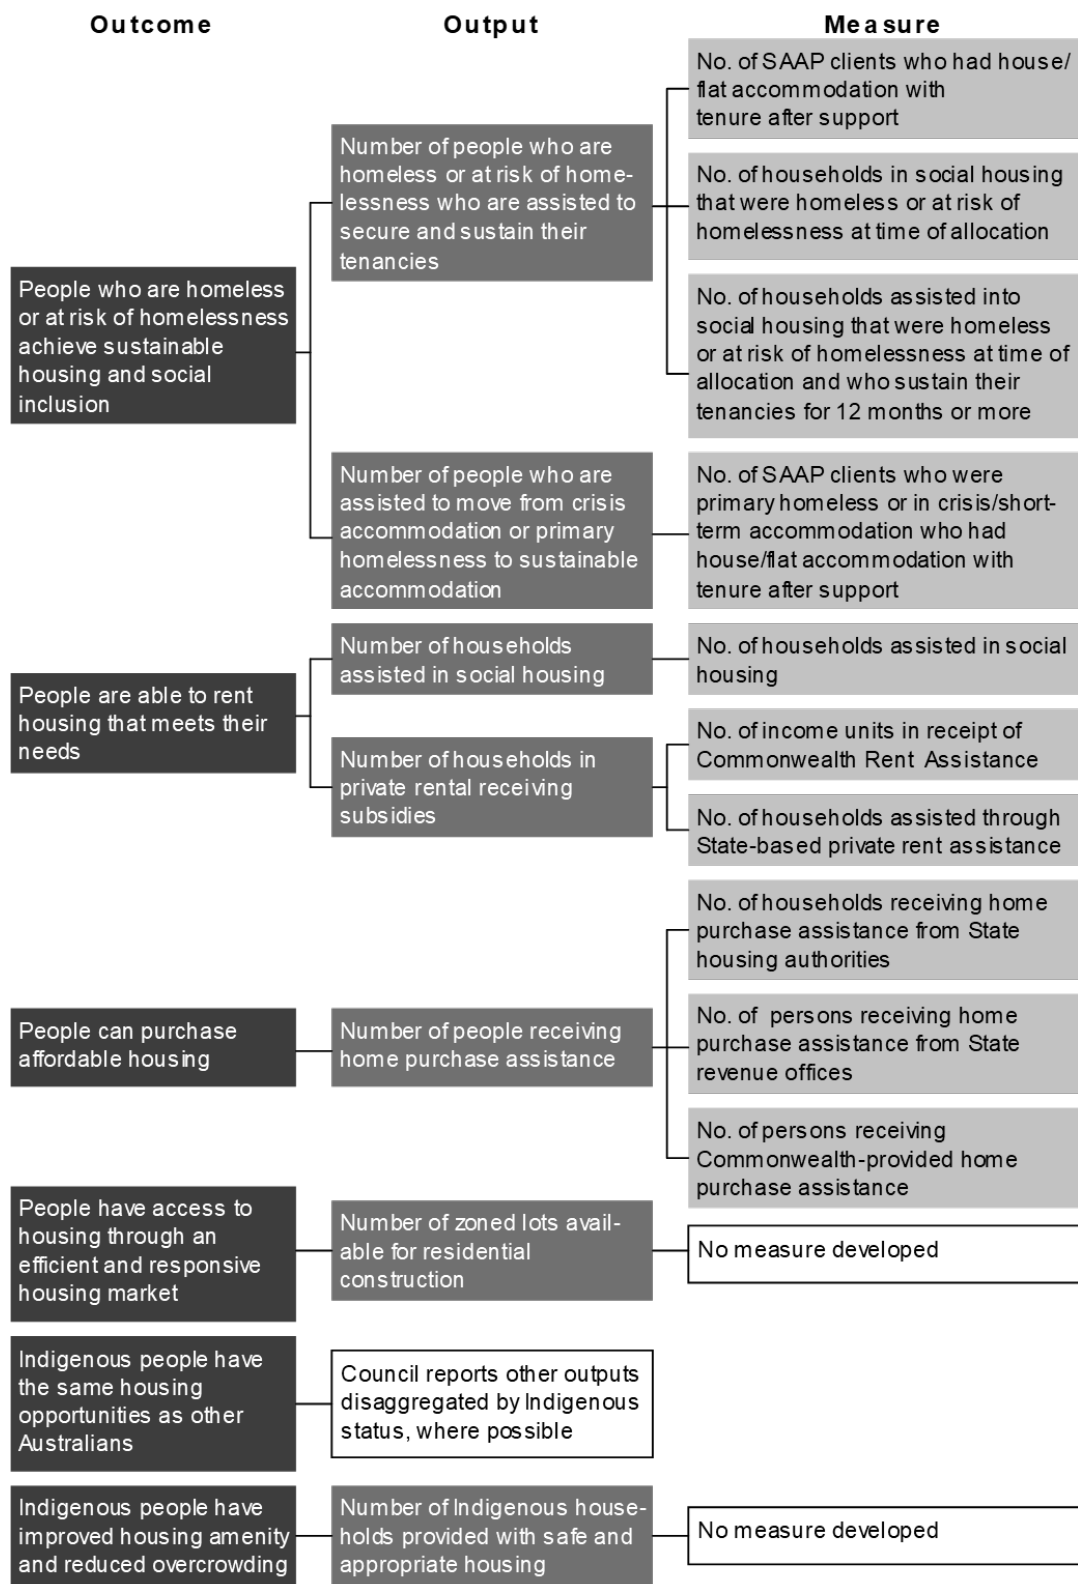 Outcome
Output
Measure
People who are homeless
or at risk of homelessness
achieve sustainable
housing and social
inclusion
Number of people who are
homeless or at risk of home-
lessness who are assisted to
secure and sustain their
tenancies
No. of SAAP clients who had house/
flat accommodation with
tenure after support
No. of households in social housing
that were homeless or at risk of
homelessness at time of allocation
No. of households assisted into
social housing that were homeless
or at risk of homelessness at time of
allocation and who sustain their
tenancies for 12 months or more
Number of people who are
assisted to move from crisis
accommodation or primary
homelessness to sustainable
accommodation
No. of SAAP clients who were
primary homeless or in crisis/short-
term accommodation who had
house/flat accommodation with
tenure after support
People are able to rent
housing that meets their
needs
Number of households
assisted in social housing
No. of households assisted in social
housing
Number of households in
private rental receiving
subsidies
No. of income units in receipt of
Commonwealth Rent Assistance
No. of households assisted through
State-based private rent assistance
People can purchase
affordable housing
Number of people receiving
home purchase assistance
No. of households receiving home
purchase assistance from State
housing authorities
No. of persons receiving home
purchase assistance from State
revenue offices
No. of persons receiving
Commonwealth-provided home
purchase assistance
People have access to
housing through an
efficient and responsive
housing market
Number of zoned lots avail-
able for residential
construction
No measure developed
Indigenous people have
the same housing
opportunities as other
Australians
Council reports other outputs
disaggregated by Indigenous
status, where possible
Indigenous people have
improved housing amenity
and reduced overcrowding
Number of Indigenous house-
holds provided with safe and
appropriate housing
No measure developed